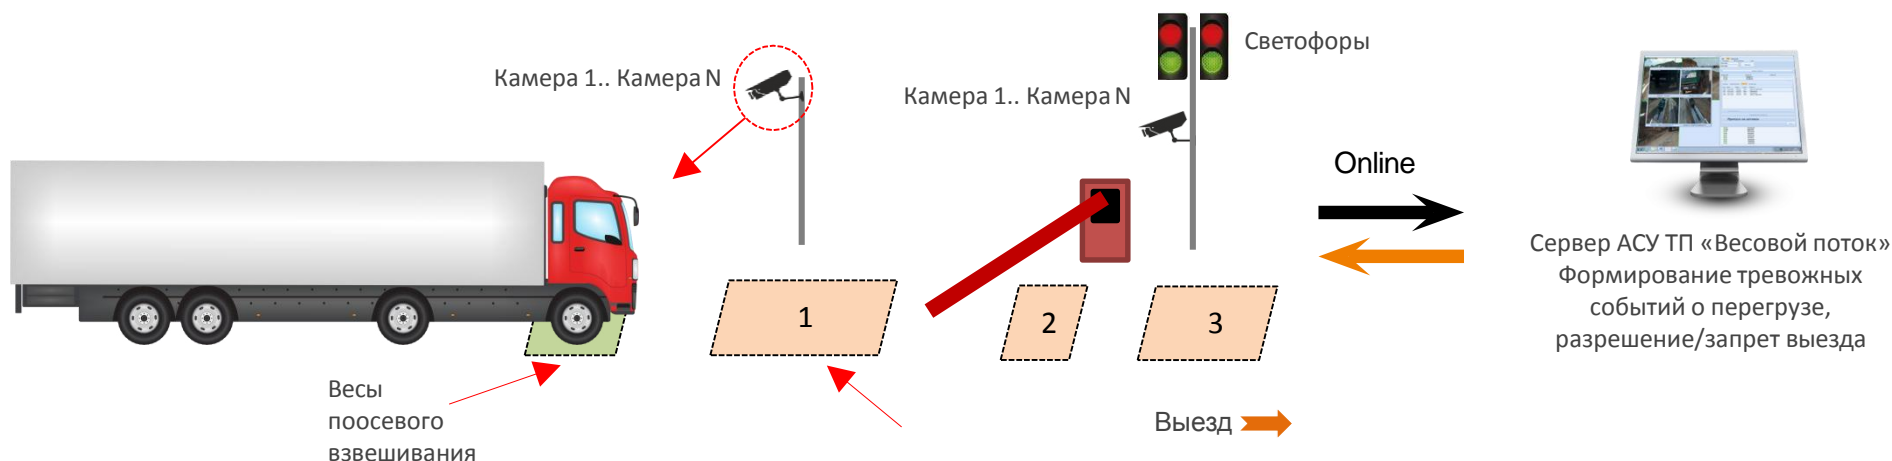 Светофоры
Камера 1.. Камера N
Камера 1.. Камера N
Online
Сервер АСУ ТП «Весовой поток»
Формирование тревожных
событий о перегрузе,
разрешение/запрет выезда
1
2
3
Весы
поосевого
взвешивания
Выезд